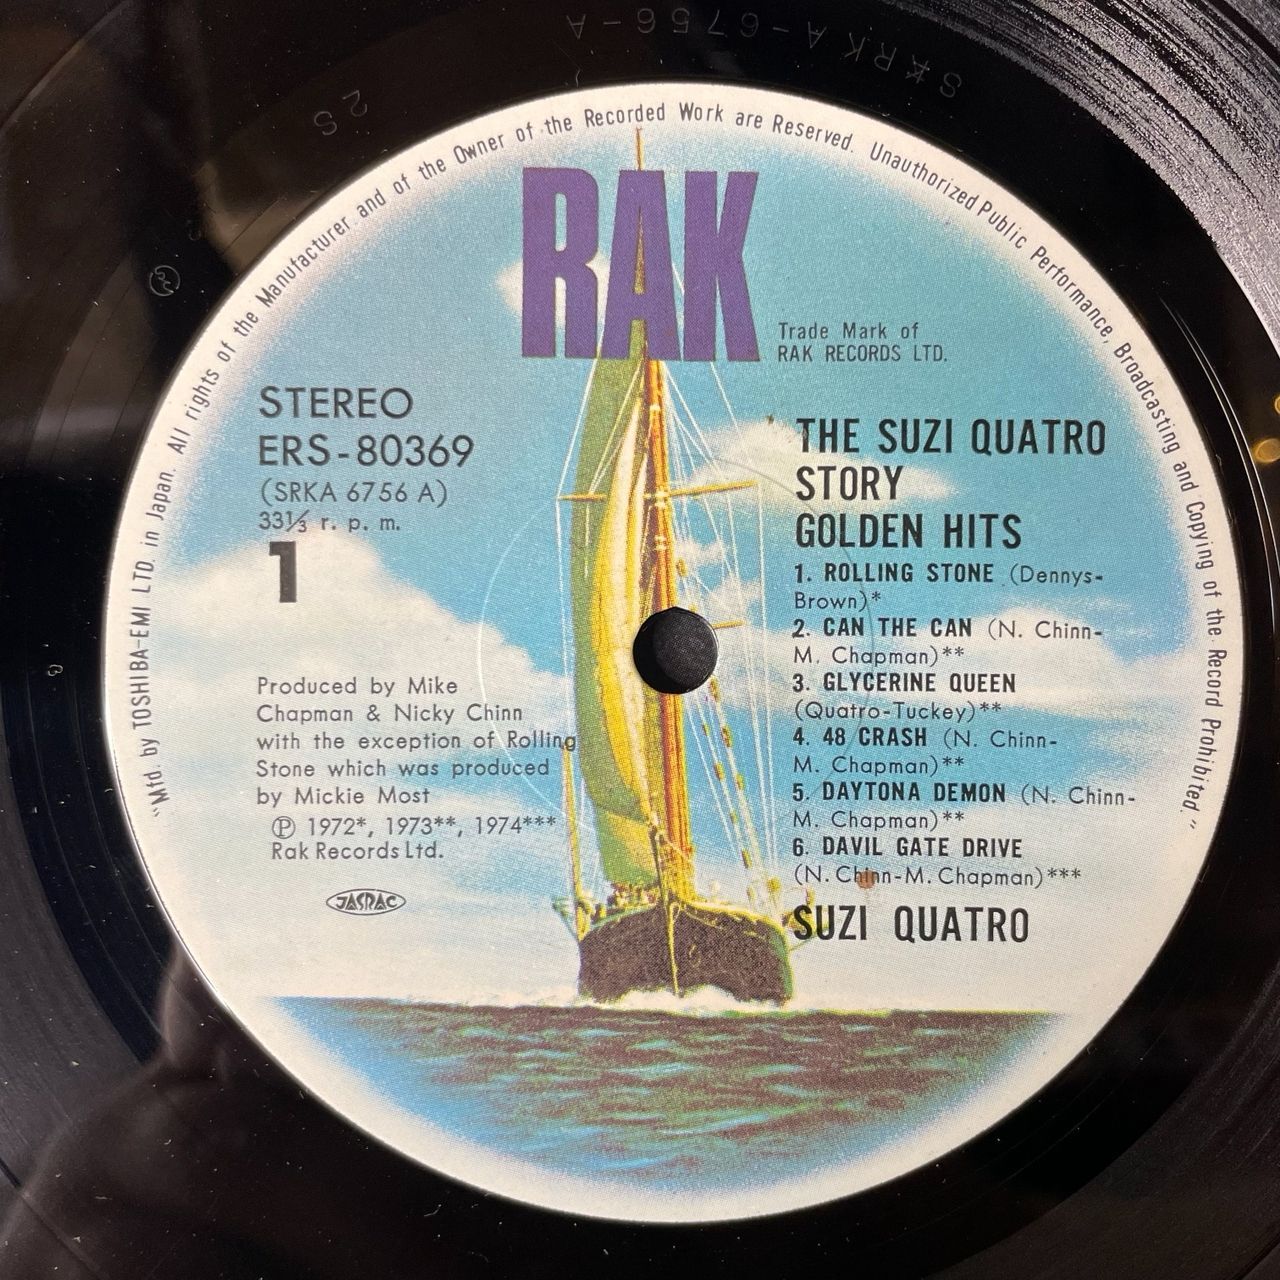 S*RKA-6756-A
2S
"Mfd. by TOSHIBA-EMI LTD. in Japan. All rights of the Manufacturer and of the Owner of the Recorded Work are Reserved. Unauthorized Public Performance, Broadcasting and Copying of the Record Prohibited."
RAK
Trade Mark of
RAK RECORDS LTD.
STEREO
ERS-80369
(SRKA 6756 A)
33⅓ r. p. m.
1
Produced by Mike
Chapman & Nicky Chinn
with the exception of Rolling
Stone which was produced
by Mickie Most
Ⓟ 1972*, 1973**, 1974***
Rak Records Ltd.
JASRAC
THE SUZI QUATRO
STORY
GOLDEN HITS
1. ROLLING STONE (Dennys-
Brown)*
2. CAN THE CAN (N. Chinn-
M. Chapman)**
3. GLYCERINE QUEEN
(Quatro-Tuckey)**
4. 48 CRASH (N. Chinn-
M. Chapman)**
5. DAYTONA DEMON (N. Chinn-
M. Chapman)**
6. DAVIL GATE DRIVE
(N. Chinn-M. Chapman)***
SUZI QUATRO